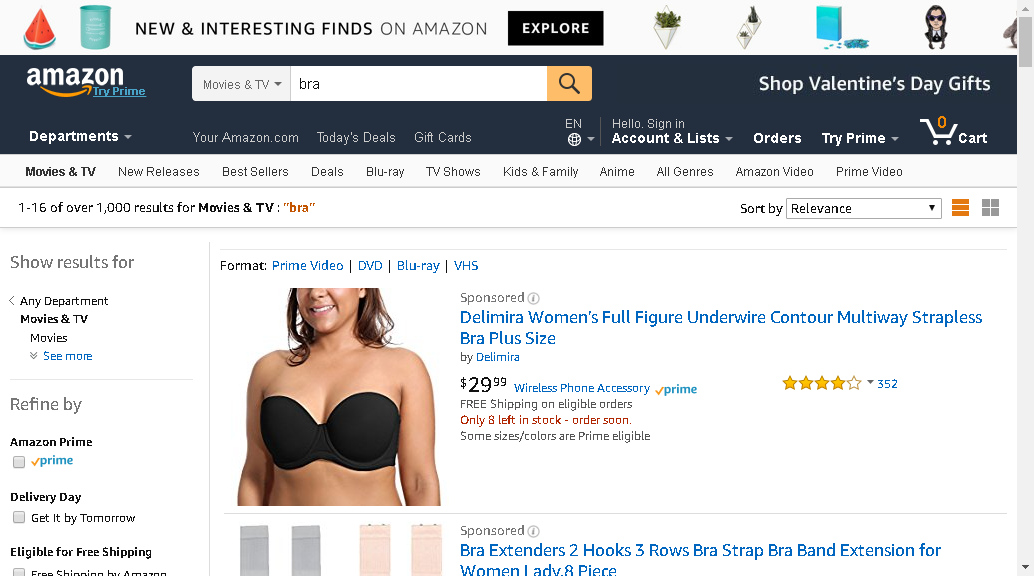 NEW & INTERESTING FINDS ON AMAZON EXPLORE
amazon
Try Prime
Movies & TV bra
Shop Valentine's Day Gifts
Departments
Your Amazon.com Today's Deals Gift Cards
EN
Hello. Sign in
Account & Lists
Orders
Try Prime
0
Cart
Movies & TV New Releases Best Sellers Deals Blu-ray TV Shows Kids & Family Anime All Genres Amazon Video Prime Video
1-16 of over 1,000 results for Movies & TV : "bra"
Sort by Relevance
Show results for
Any Department
Movies & TV
Movies
See more
Refine by
Amazon Prime
prime
Delivery Day
Get It by Tomorrow
Eligible for Free Shipping
Free Shipping by Amazon
Format: Prime Video | DVD | Blu-ray | VHS
Sponsored
Delimira Women's Full Figure Underwire Contour Multiway Strapless
Bra Plus Size
by Delimira
$29.99 Wireless Phone Accessory prime
FREE Shipping on eligible orders
Only 8 left in stock - order soon.
Some sizes/colors are Prime eligible
352
Sponsored
Bra Extenders 2 Hooks 3 Rows Bra Strap Bra Band Extension for
Women Lady,8 Piece